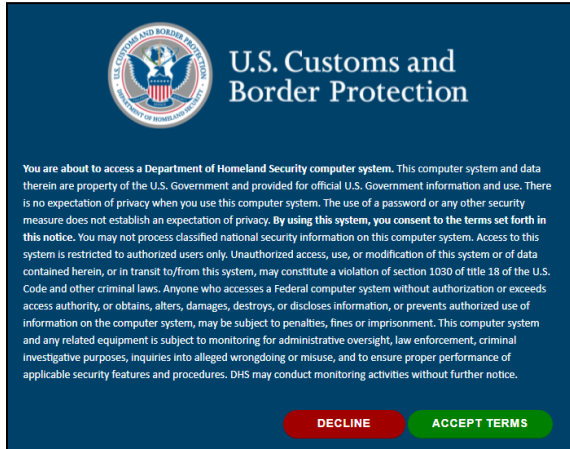 U.S. CUSTOMS AND BORDER PROTECTION
DEPARTMENT OF HOMELAND SECURITY
U.S. Customs and
Border Protection
You are about to access a Department of Homeland Security computer system. This computer system and data
therein are property of the U.S. Government and provided for official U.S. Government information and use. There
is no expectation of privacy when you use this computer system. The use of a password or any other security
measure does not establish an expectation of privacy. By using this system, you consent to the terms set forth in
this notice. You may not process classified national security information on this computer system. Access to this
system is restricted to authorized users only. Unauthorized access, use, or modification of this system or of data
contained herein, or in transit to/from this system, may constitute a violation of section 1030 of title 18 of the U.S.
Code and other criminal laws. Anyone who accesses a Federal computer system without authorization or exceeds
access authority, or obtains, alters, damages, destroys, or discloses information, or prevents authorized use of
information on the computer system, may be subject to penalties, fines or imprisonment. This computer system
and any related equipment is subject to monitoring for administrative oversight, law enforcement, criminal
investigative purposes, inquiries into alleged wrongdoing or misuse, and to ensure proper performance of
applicable security features and procedures. DHS may conduct monitoring activities without further notice.
DECLINE
ACCEPT TERMS